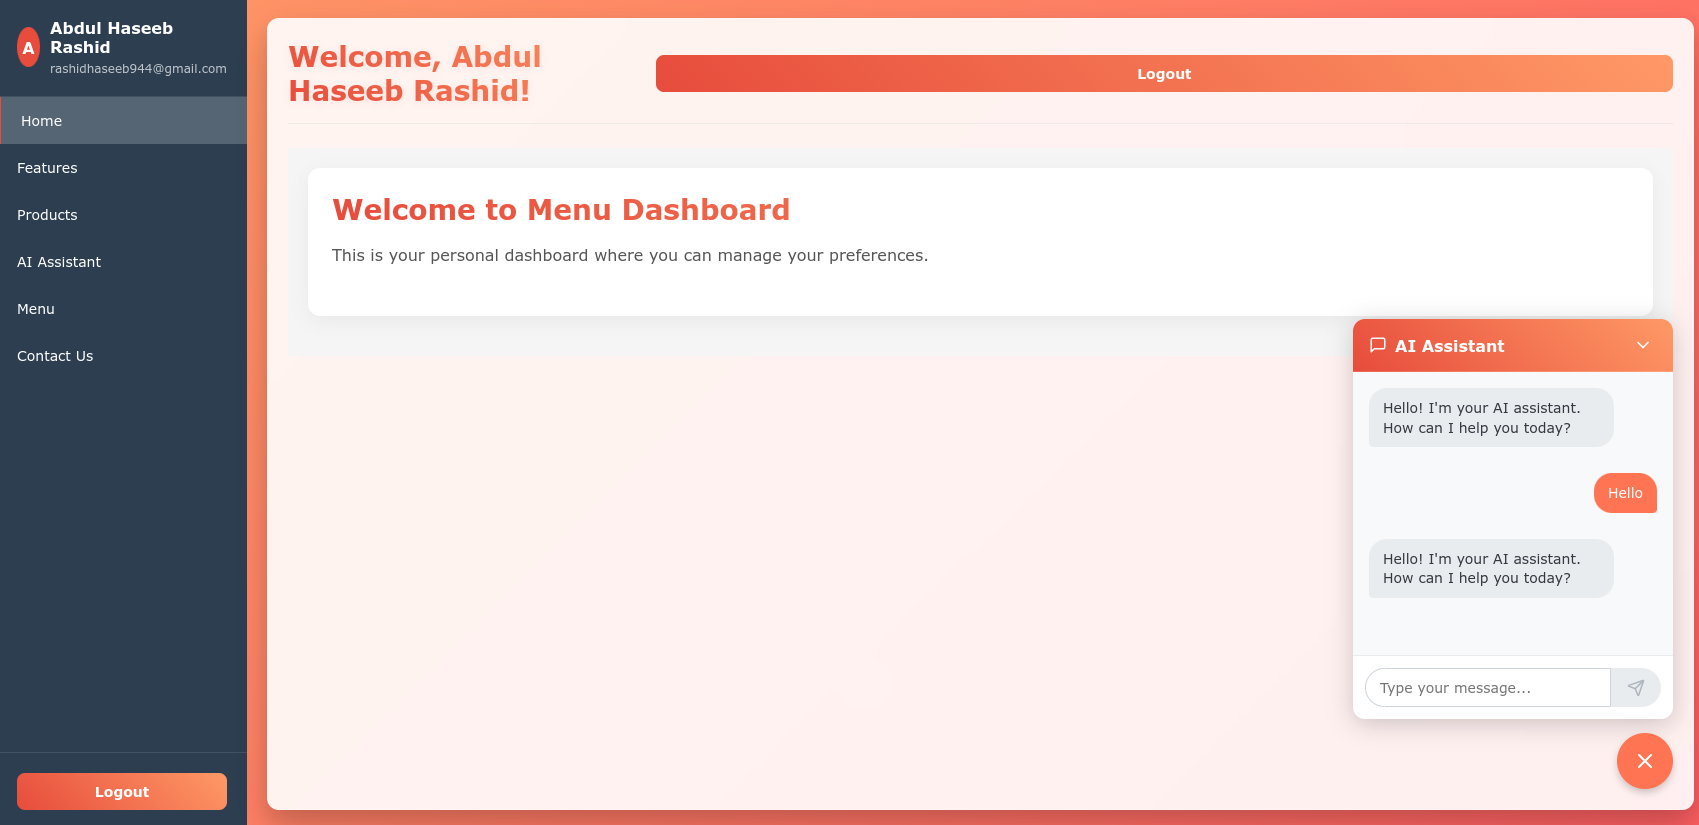 A
Abdul Haseeb
Rashid
rashidhaseeb944@gmail.com
Home
Features
Products
AI Assistant
Menu
Contact Us
Logout
Welcome, Abdul
Haseeb Rashid!
Logout
Welcome to Menu Dashboard
This is your personal dashboard where you can manage your preferences.
AI Assistant
Hello! I'm your AI assistant.
How can I help you today?
Hello
Hello! I'm your AI assistant.
How can I help you today?
Type your message...